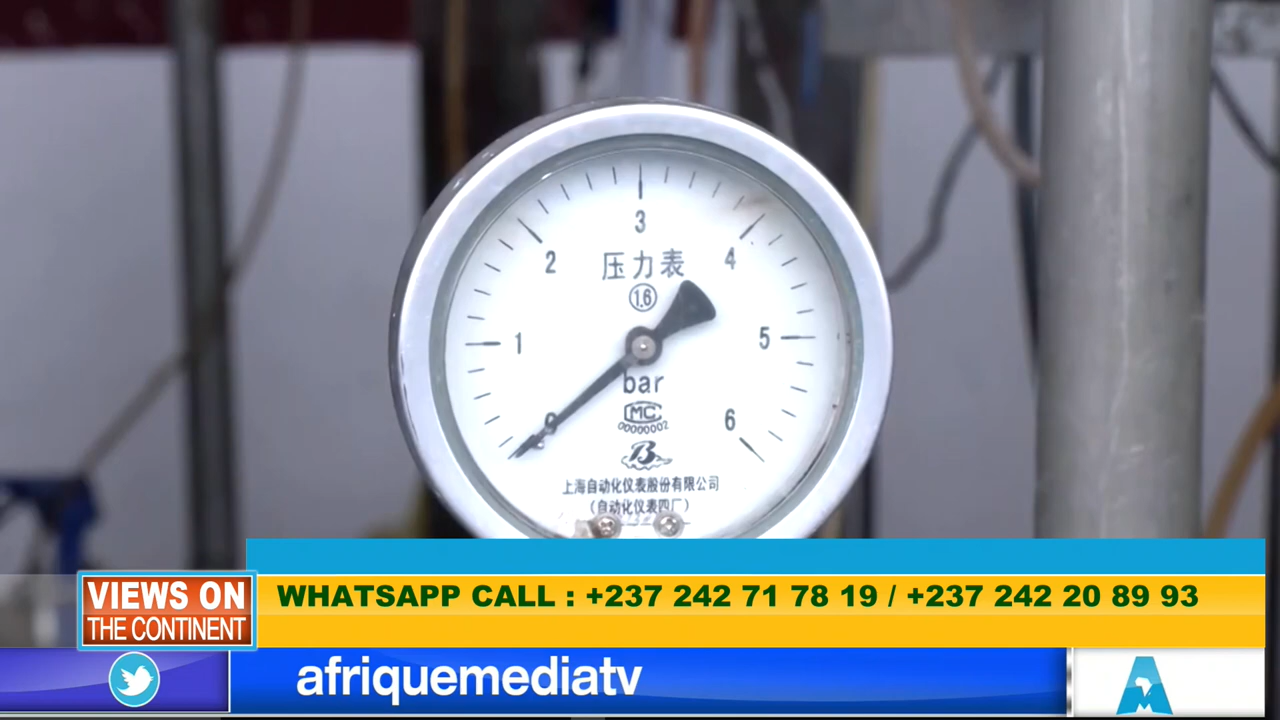 3
2
4
压力表
1.6
1
5
bar
0
6
MC
00000002
B
上海自动化仪表股份有限公司
(自动化仪表四厂)
VIEWS ON
THE CONTINENT
WHATSAPP CALL : +237 242 71 78 19 / +237 242 20 89 93
afriquemediatv